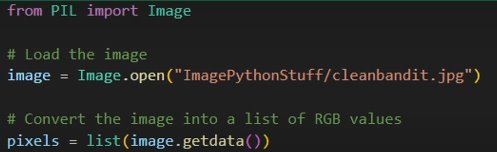 from PIL import Image
# Load the image
image = Image.open("ImagePythonStuff/cleanbandit.jpg")
# Convert the image into a list of RGB values
pixels = list(image.getdata())